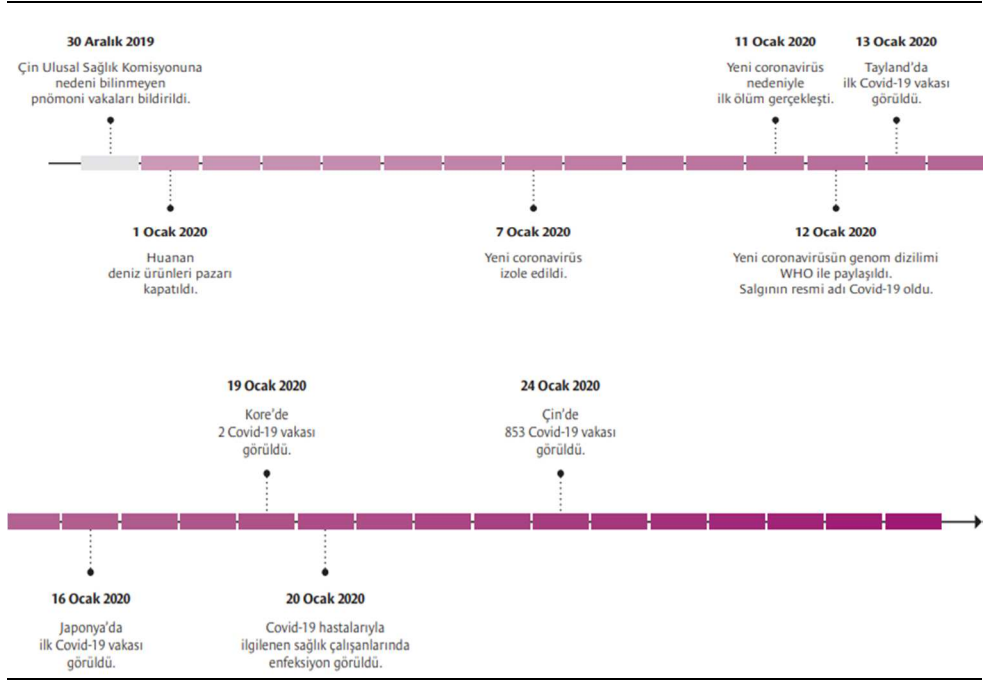 30 Aralık 2019
Çin Ulusal Sağlık Komisyonuna
nedeni bilinmeyen
pnömoni vakaları bildirildi.
11 Ocak 2020
Yeni coronavirüs
nedeniyle
ilk ölüm gerçekleşti.
13 Ocak 2020
Tayland'da
ilk Covid-19 vakası
görüldü.
1 Ocak 2020
Huanan
deniz ürünleri pazarı
kapatıldı.
7 Ocak 2020
Yeni coronavirüs
izole edildi.
12 Ocak 2020
Yeni coronavirüsün genom dizilimi
WHO ile paylaşıldı.
Salgının resmi adı Covid-19 oldu.
19 Ocak 2020
Kore'de
2 Covid-19 vakası
görüldü.
24 Ocak 2020
Çin'de
853 Covid-19 vakası
görüldü.
16 Ocak 2020
Japonya'da
ilk Covid-19 vakası
görüldü.
20 Ocak 2020
Covid-19 hastalarıyla
ilgilenen sağlık çalışanlarında
enfeksiyon görüldü.